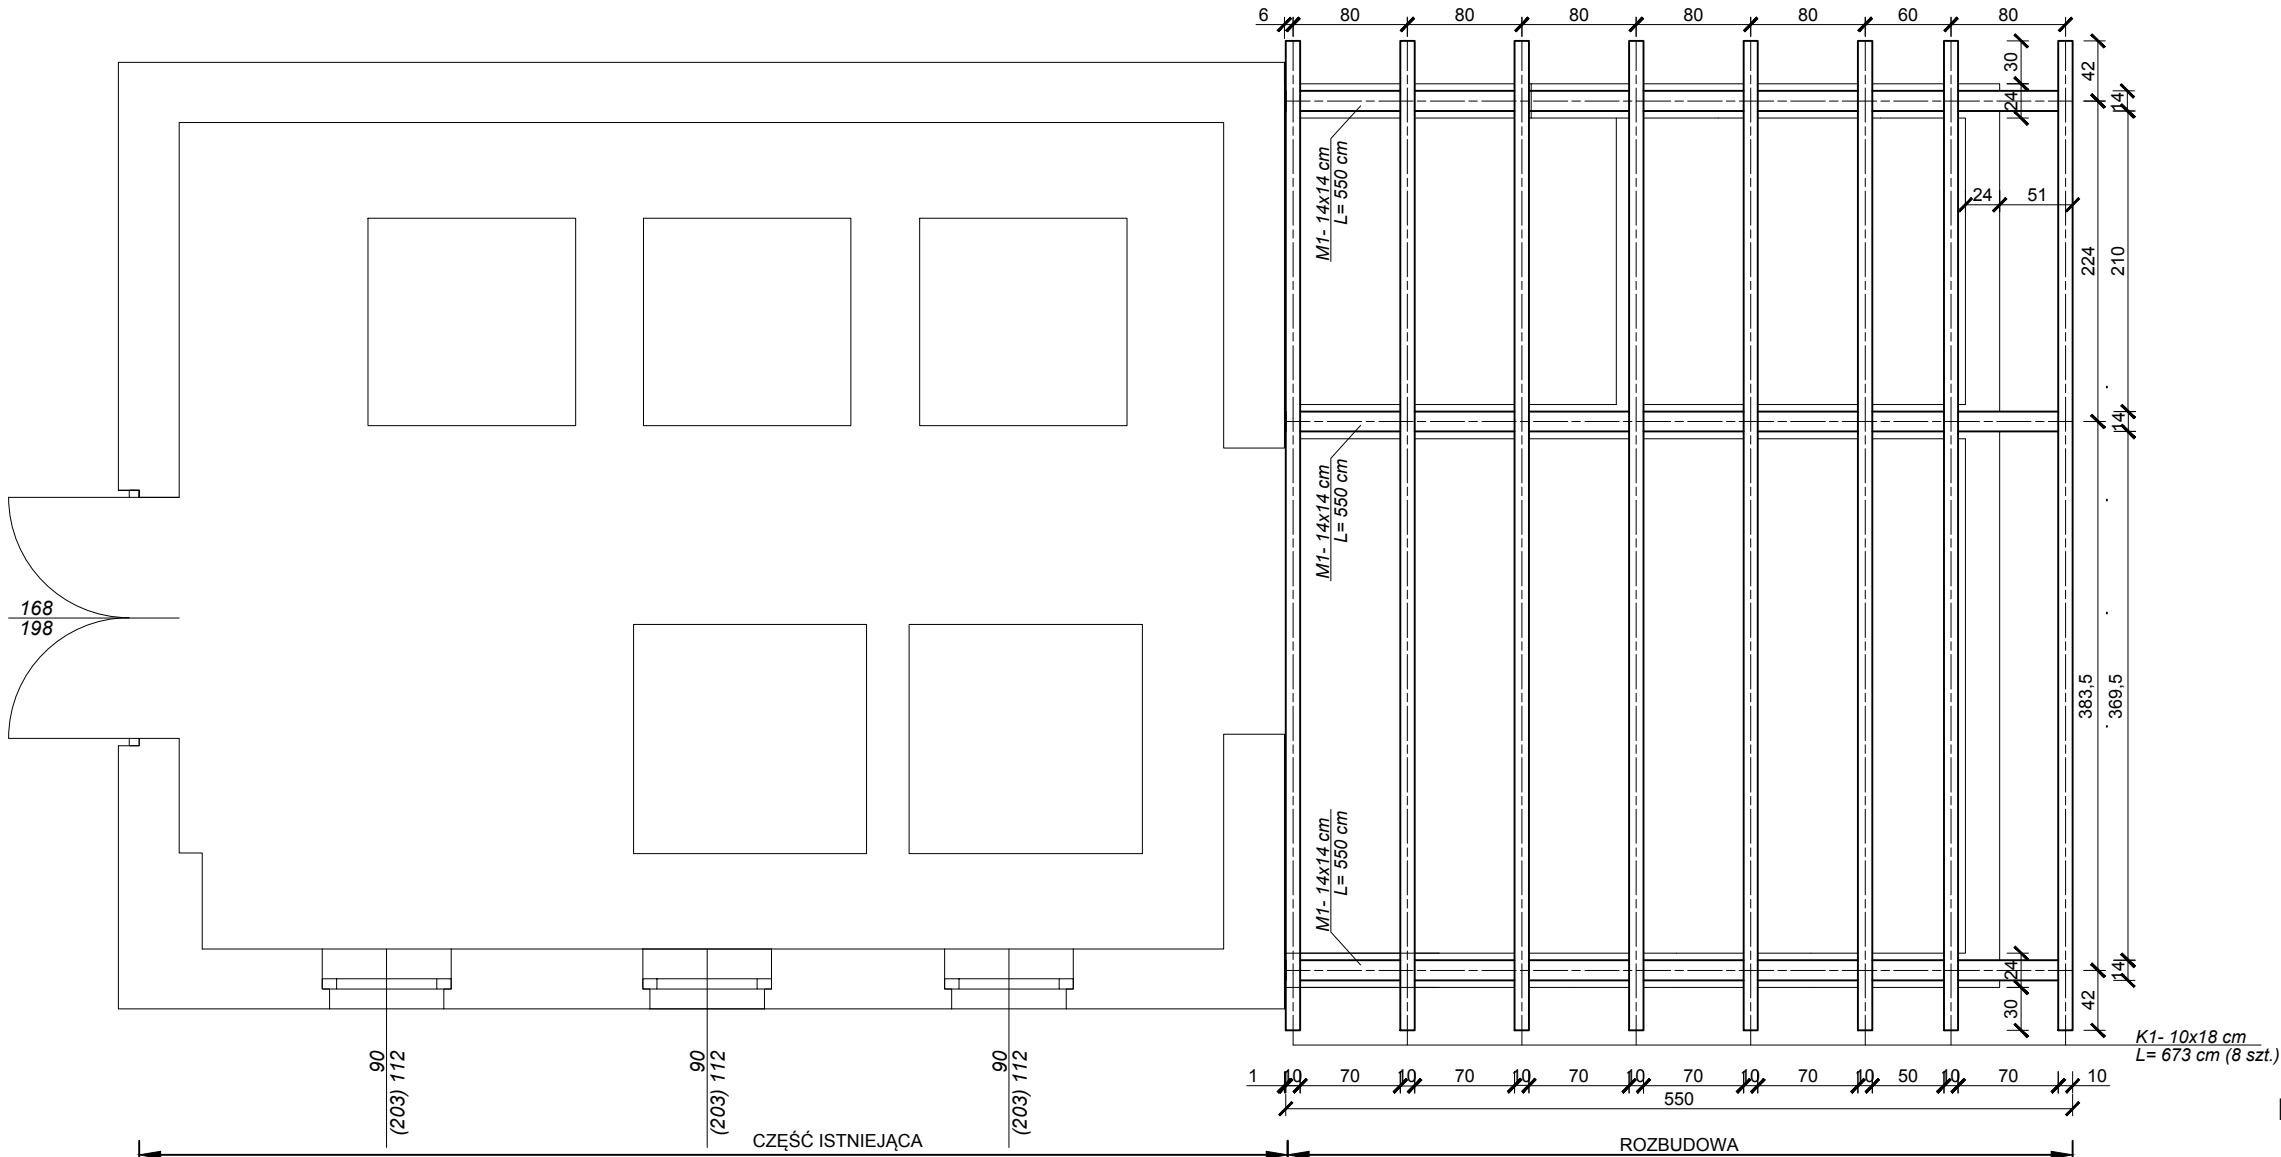 6 80 80 80 80 80 60 80
30
42
24
14
M1- 14x14 cm
L= 550 cm
24 51
224
210
14
M1- 14x14 cm
L= 550 cm
168
198
383,5
369,5
M1- 14x14 cm
L= 550 cm
24
14
30
42
K1- 10x18 cm
L= 673 cm (8 szt.)
90
(203) 112
90
(203) 112
90
(203) 112
1 10 70 10 70 10 70 10 70 10 70 10 50 10 70 10
550
CZĘŚĆ ISTNIEJĄCA
ROZBUDOWA